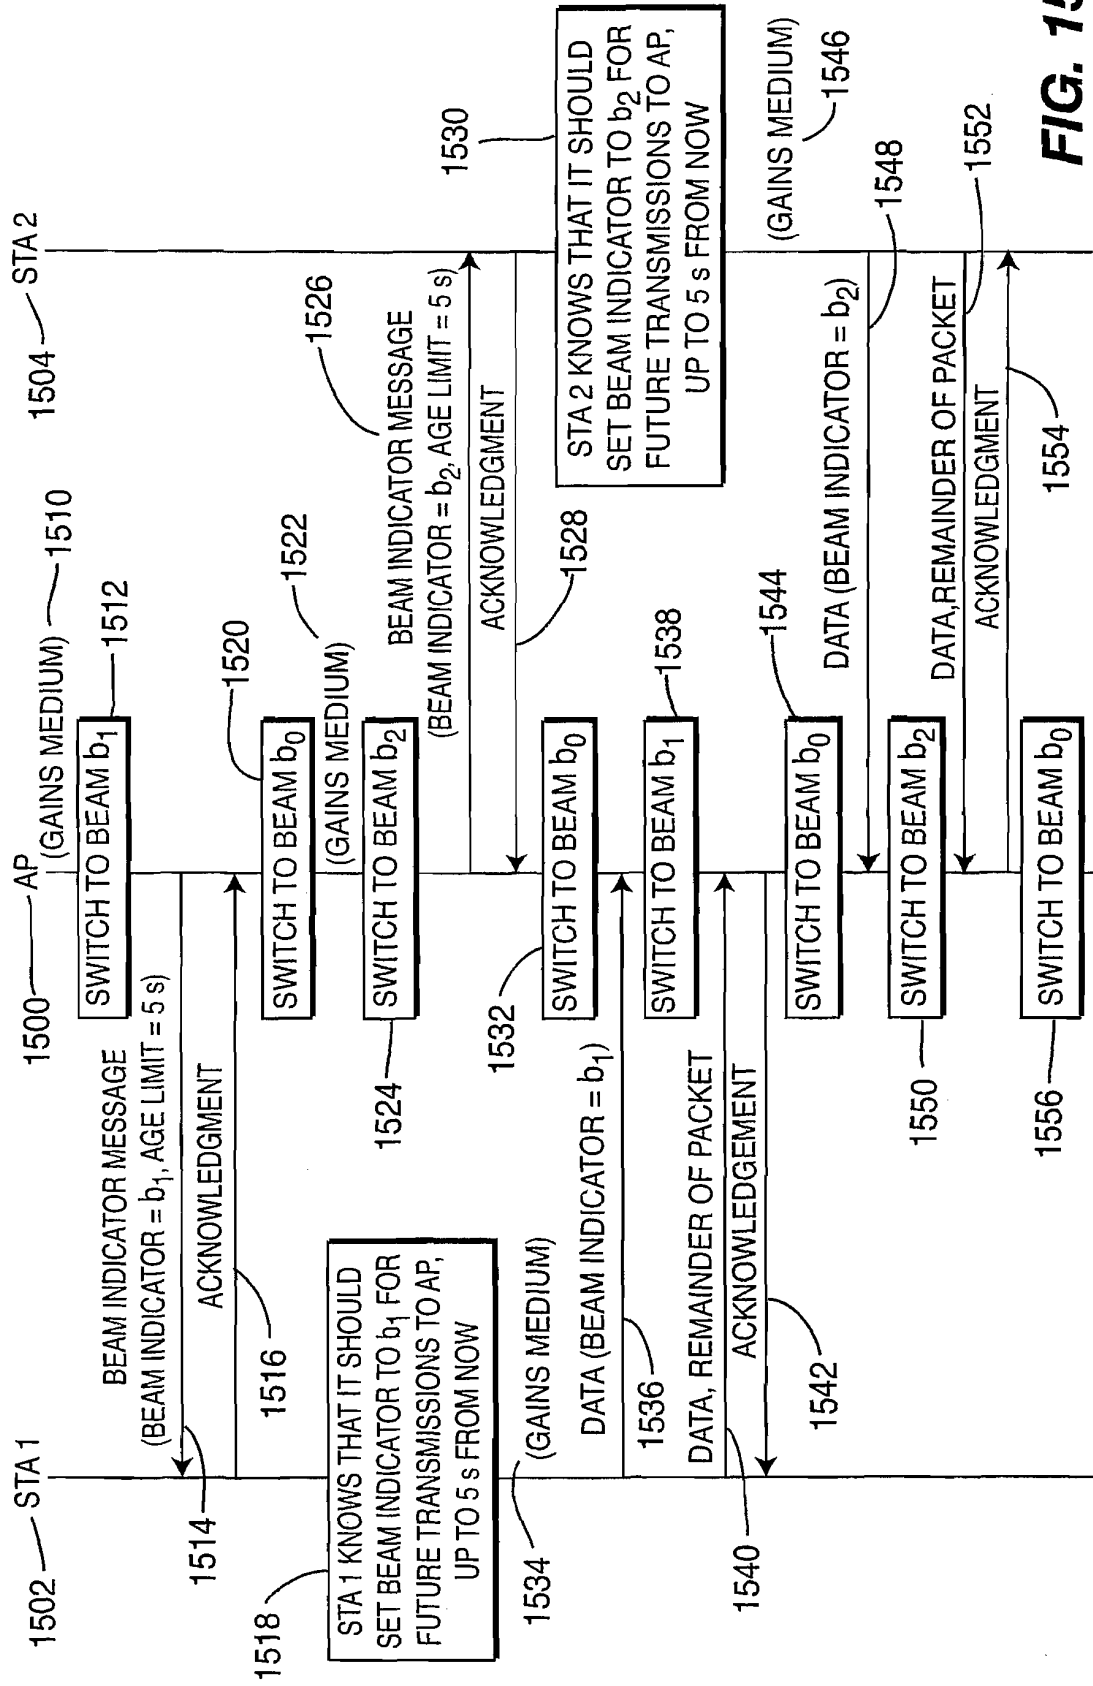 1502 STA 1
1500 AP
1504 STA 2
(GAINS MEDIUM) 1510
SWITCH TO BEAM b1
1512
BEAM INDICATOR MESSAGE
(BEAM INDICATOR = b1, AGE LIMIT = 5 s)
1514
ACKNOWLEDGMENT
1516
SWITCH TO BEAM b0
1520
1518
STA 1 KNOWS THAT IT SHOULD
SET BEAM INDICATOR TO b1 FOR
FUTURE TRANSMISSIONS TO AP,
UP TO 5 s FROM NOW
(GAINS MEDIUM)
1522
SWITCH TO BEAM b2
1524
BEAM INDICATOR MESSAGE
(BEAM INDICATOR = b2, AGE LIMIT = 5 s)
1526
ACKNOWLEDGMENT
1528
1530
STA 2 KNOWS THAT IT SHOULD
SET BEAM INDICATOR TO b2 FOR
FUTURE TRANSMISSIONS TO AP,
UP TO 5 s FROM NOW
SWITCH TO BEAM b0
1532
(GAINS MEDIUM)
1534
DATA (BEAM INDICATOR = b1)
1536
SWITCH TO BEAM b1
1538
DATA, REMAINDER OF PACKET
1540
ACKNOWLEDGEMENT
1542
SWITCH TO BEAM b0
1544
(GAINS MEDIUM)
1546
DATA (BEAM INDICATOR = b2)
1548
SWITCH TO BEAM b2
1550
DATA,REMAINDER OF PACKET
1552
ACKNOWLEDGMENT
1554
SWITCH TO BEAM b0
1556
FIG. 15